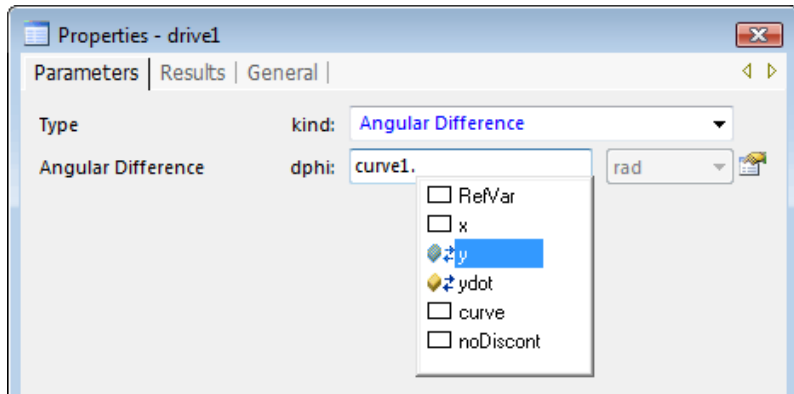 Properties - drive1
Parameters | Results | General |
Type kind: Angular Difference
Angular Difference dphi: curve1. rad
RefVar
x
y
ydot
curve
noDiscont